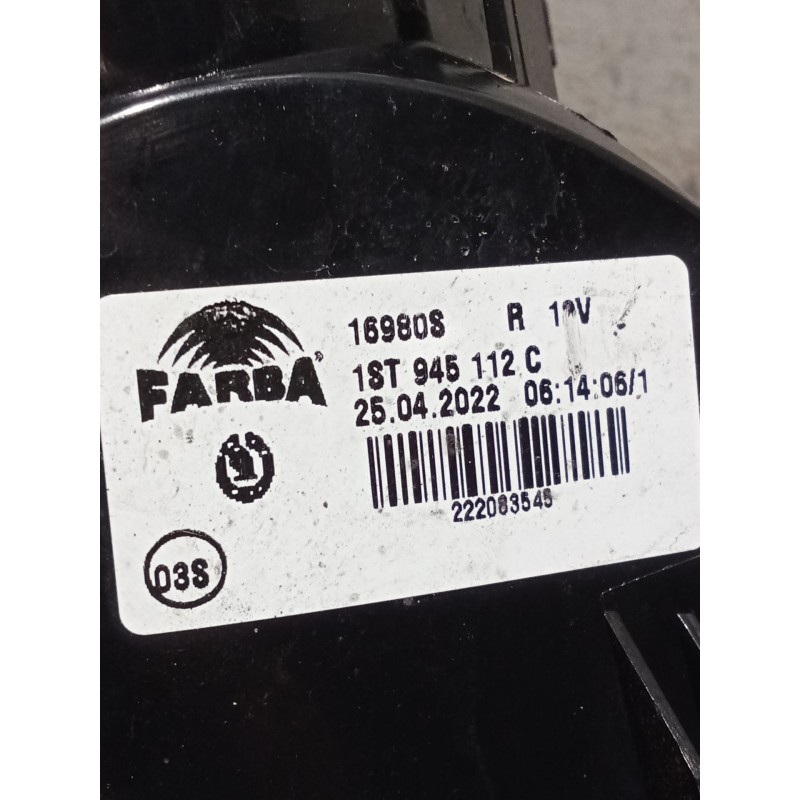 FARBA
16980S R 12V
1ST 945 112 C
25.04.2022 06:14:06/1
222083545
03S